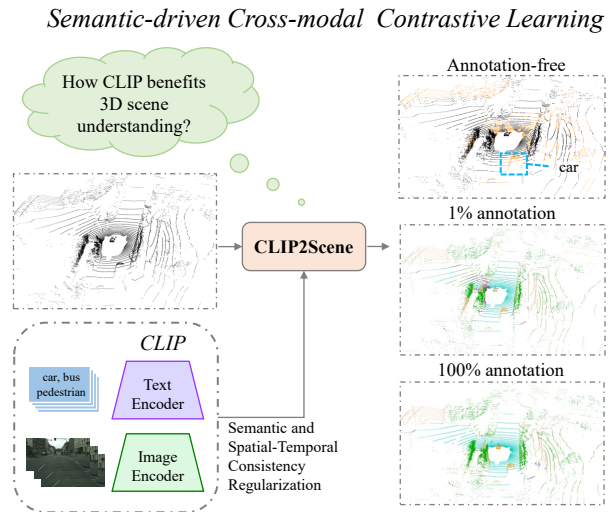 Semantic-driven Cross-modal Contrastive Learning
How CLIP benefits
3D scene
understanding?
Annotation-free
car
CLIP2Scene
1% annotation
CLIP
car, bus
pedestrian
Text
Encoder
Image
Encoder
Semantic and
Spatial-Temporal
Consistency
Regularization
100% annotation